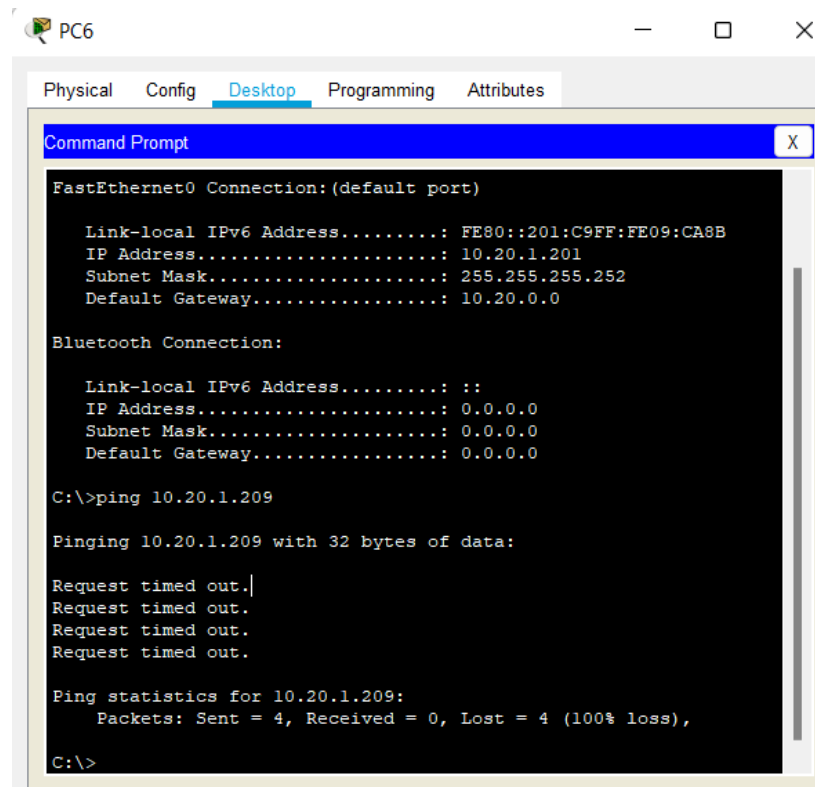 PC6
Physical Config Desktop Programming Attributes
Command Prompt X
FastEthernet0 Connection:(default port)
Link-local IPv6 Address.........: FE80::201:C9FF:FE09:CA8B
IP Address......................: 10.20.1.201
Subnet Mask.....................: 255.255.255.252
Default Gateway.................: 10.20.0.0
Bluetooth Connection:
Link-local IPv6 Address.........: ::
IP Address......................: 0.0.0.0
Subnet Mask.....................: 0.0.0.0
Default Gateway.................: 0.0.0.0
C:\>ping 10.20.1.209
Pinging 10.20.1.209 with 32 bytes of data:
Request timed out.
Request timed out.
Request timed out.
Request timed out.
Ping statistics for 10.20.1.209:
Packets: Sent = 4, Received = 0, Lost = 4 (100% loss),
C:\>